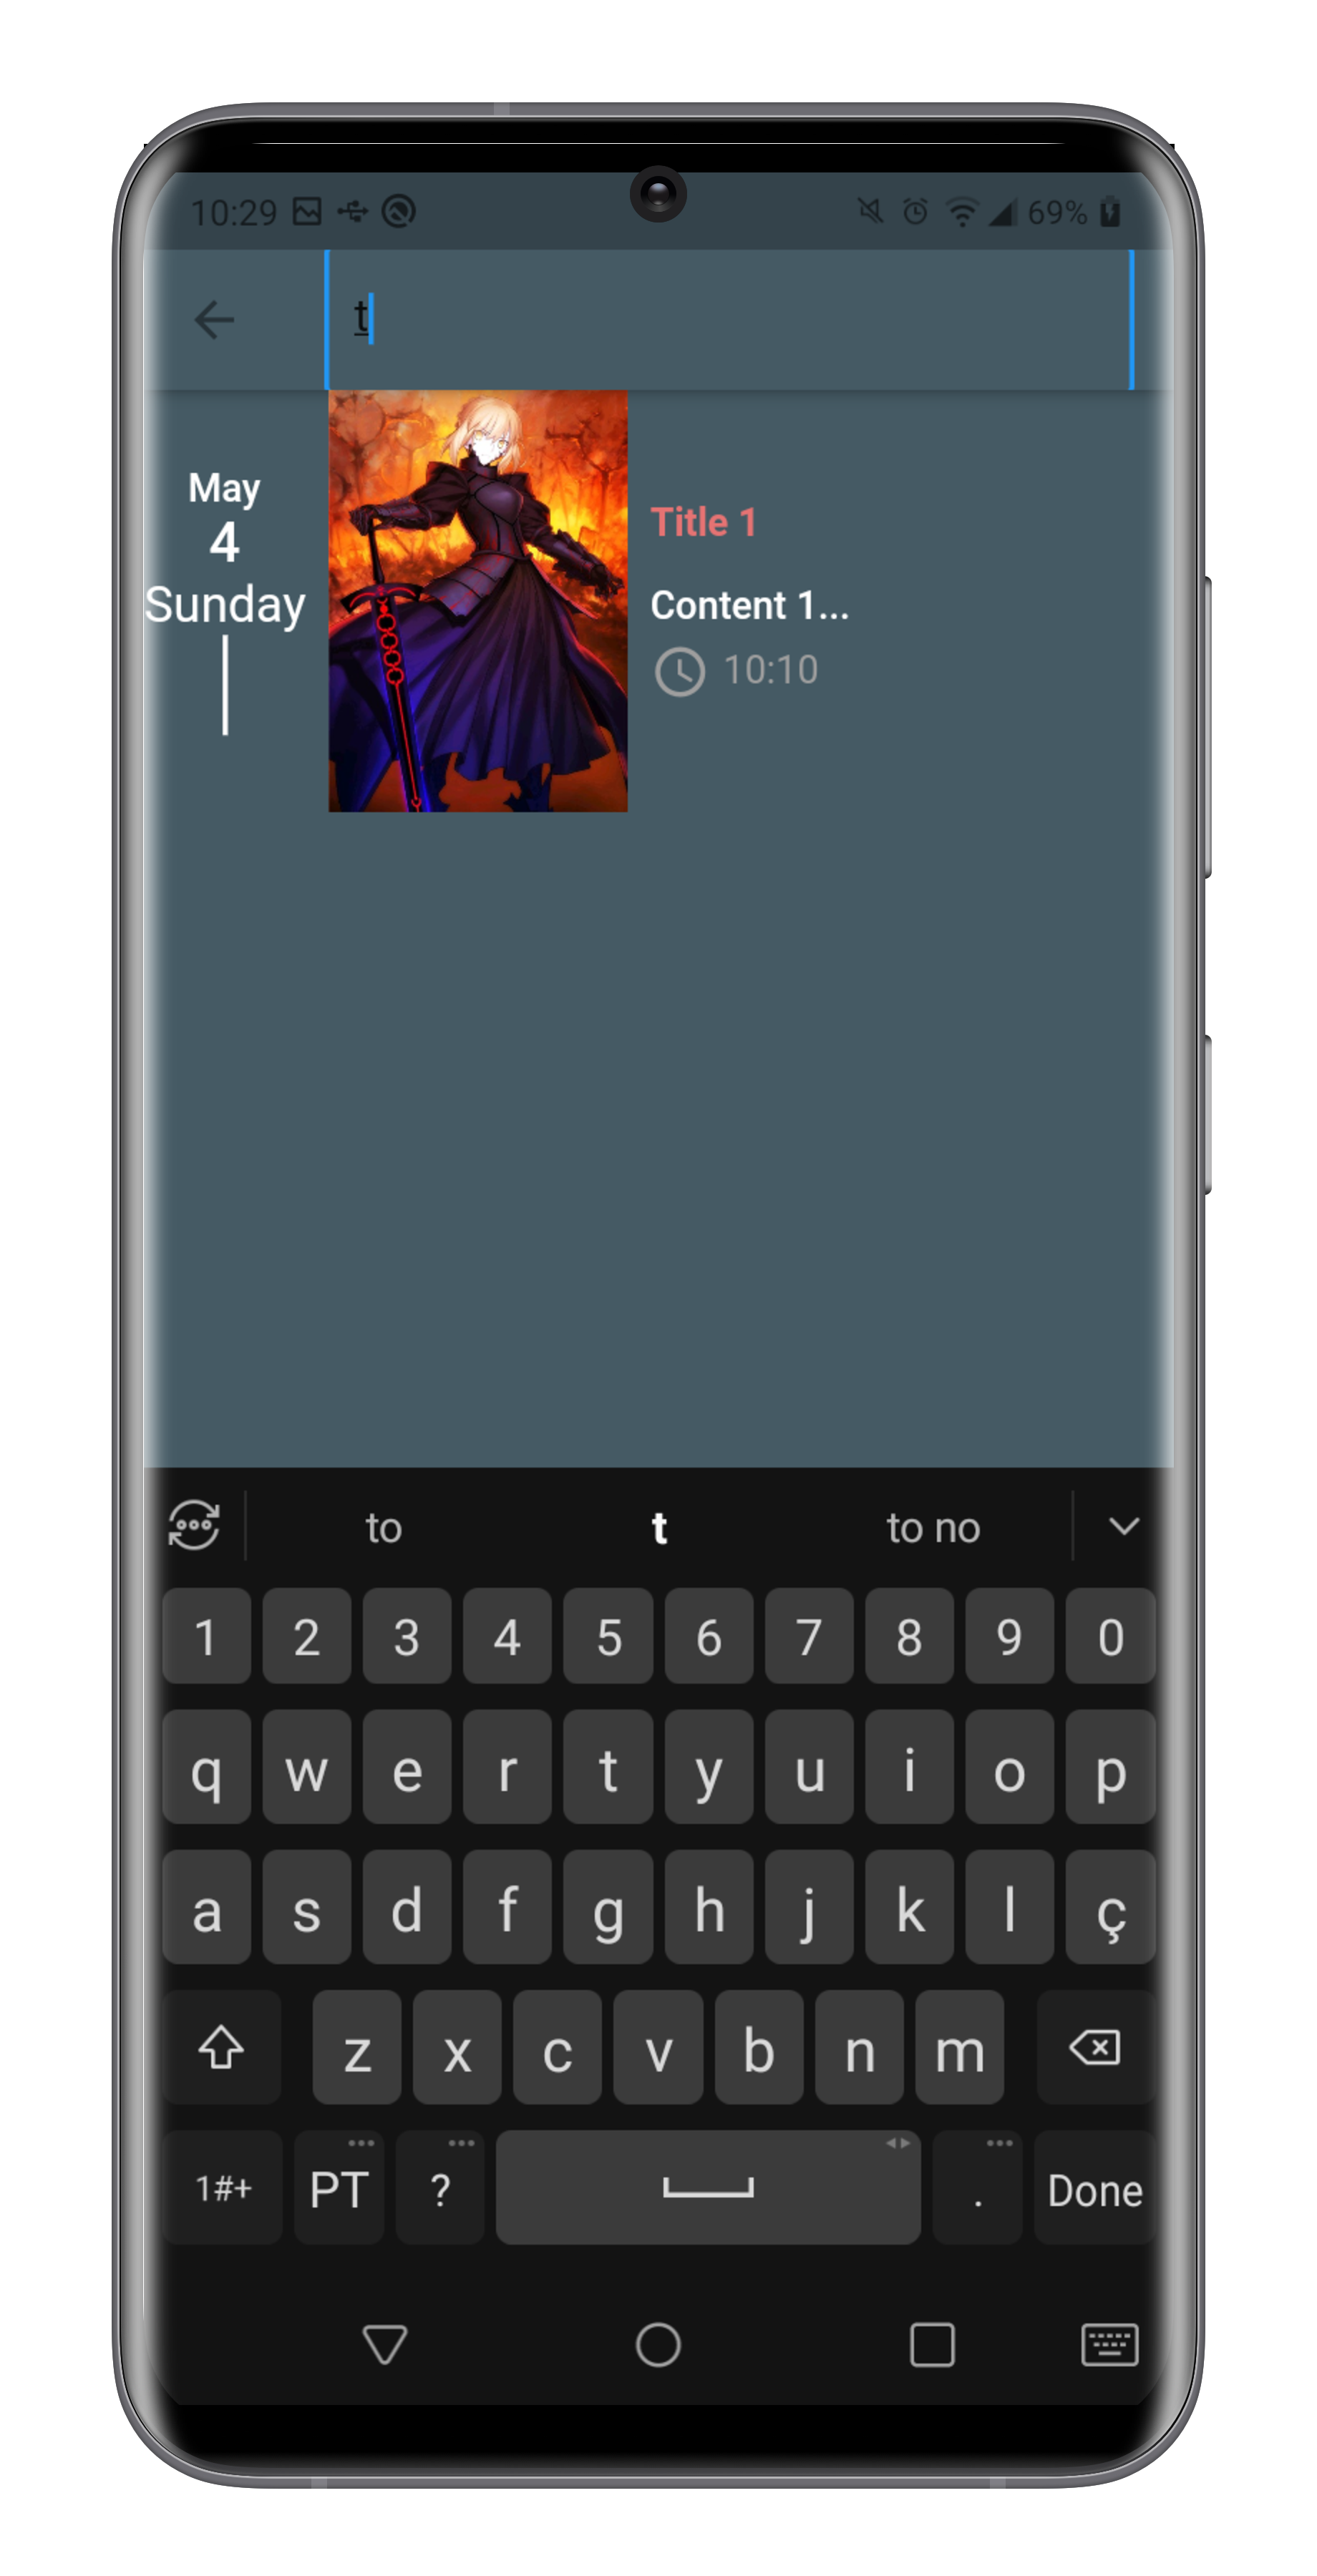 10:29 69%
t
May
4
Sunday
Title 1
Content 1...
10:10
to t to no
1 2 3 4 5 6 7 8 9 0
q w e r t y u i o p
a s d f g h j k l ç
z x c v b n m
1#+ PT ? . Done